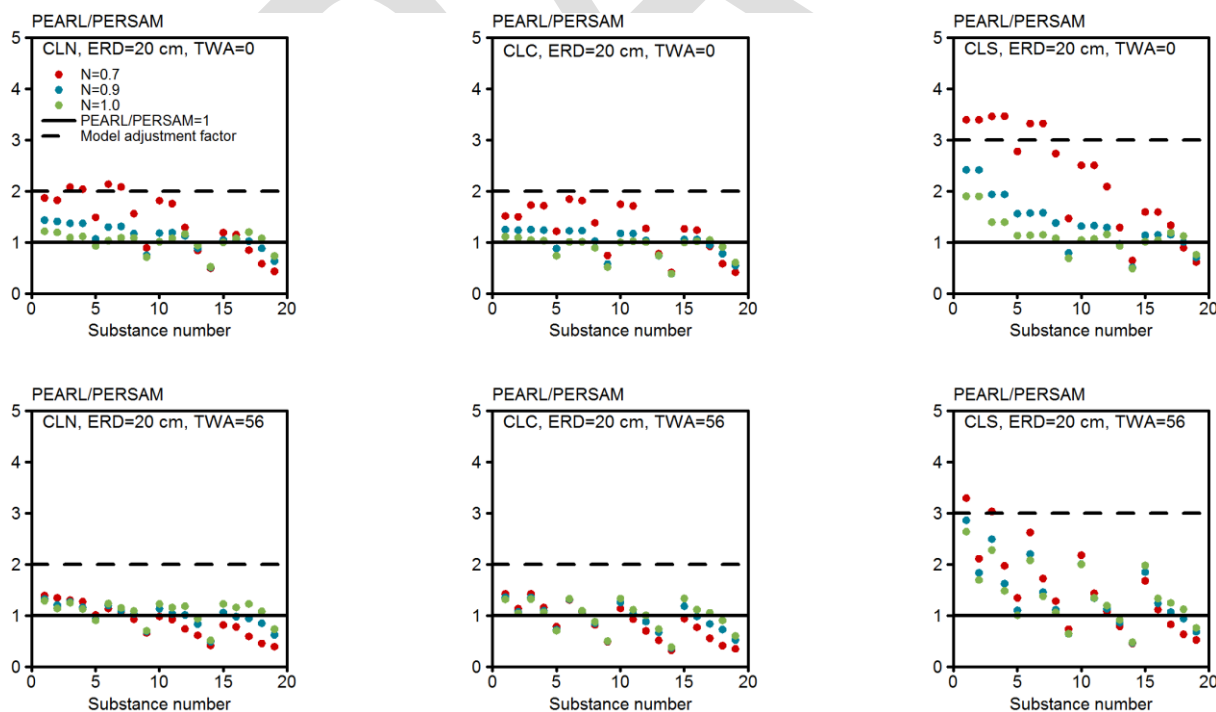 PEARL/PERSAM
5
CLN, ERD=20 cm, TWA=0
4
N=0.7
N=0.9
N=1.0
PEARL/PERSAM=1
3
Model adjustment factor
2
1
0
0 5 10 15 20
Substance number
PEARL/PERSAM
5
CLC, ERD=20 cm, TWA=0
4
3
2
1
0
0 5 10 15 20
Substance number
PEARL/PERSAM
5
CLS, ERD=20 cm, TWA=0
4
3
2
1
0
0 5 10 15 20
Substance number
PEARL/PERSAM
5
CLN, ERD=20 cm, TWA=56
4
3
2
1
0
0 5 10 15 20
Substance number
PEARL/PERSAM
5
CLC, ERD=20 cm, TWA=56
4
3
2
1
0
0 5 10 15 20
Substance number
PEARL/PERSAM
5
CLS, ERD=20 cm, TWA=56
4
3
2
1
0
0 5 10 15 20
Substance number